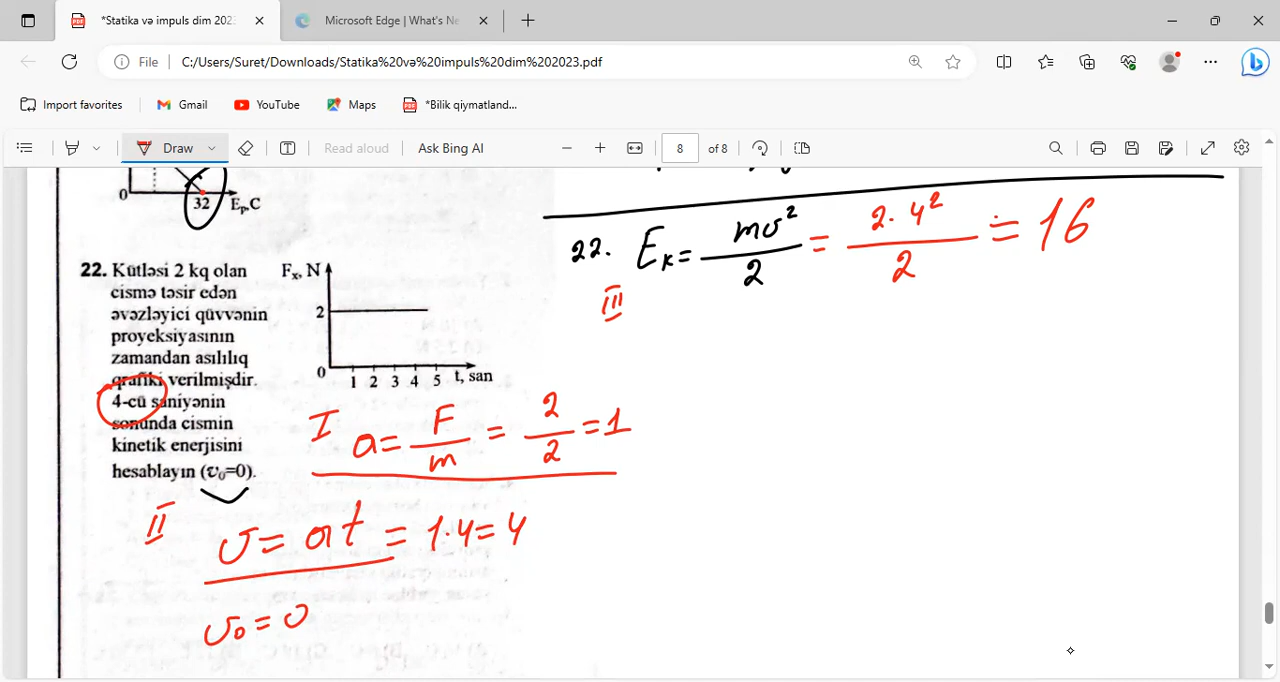 *Statika və impuls dim 202
Microsoft Edge | What's Ne
File
C:/Users/Suret/Downloads/Statika%20və%20impuls%20dim%202023.pdf
Import favorites
Gmail
YouTube
Maps
*Bilik qiymatland...
Draw
Read aloud
Ask Bing AI
8
of 8
0
32
Eₚ,C
22. Kütləsi 2 kq olan
cismə təsir edən
əvəzləyici qüvvənin
proyeksiyasının
zamandan asılılıq
qrafiki verilmişdir.
4-cü saniyənin
sonunda cismin
kinetik enerjisini
hesablayın (v₀=0).
Fₓ, N
2
0
1 2 3 4 5 t, san
22. Eₖ = mυ²/2 = 2·4²/2 = 16
III
I a = F/m = 2/2 = 1
II υ = at = 1·4 = 4
υ₀ = 0